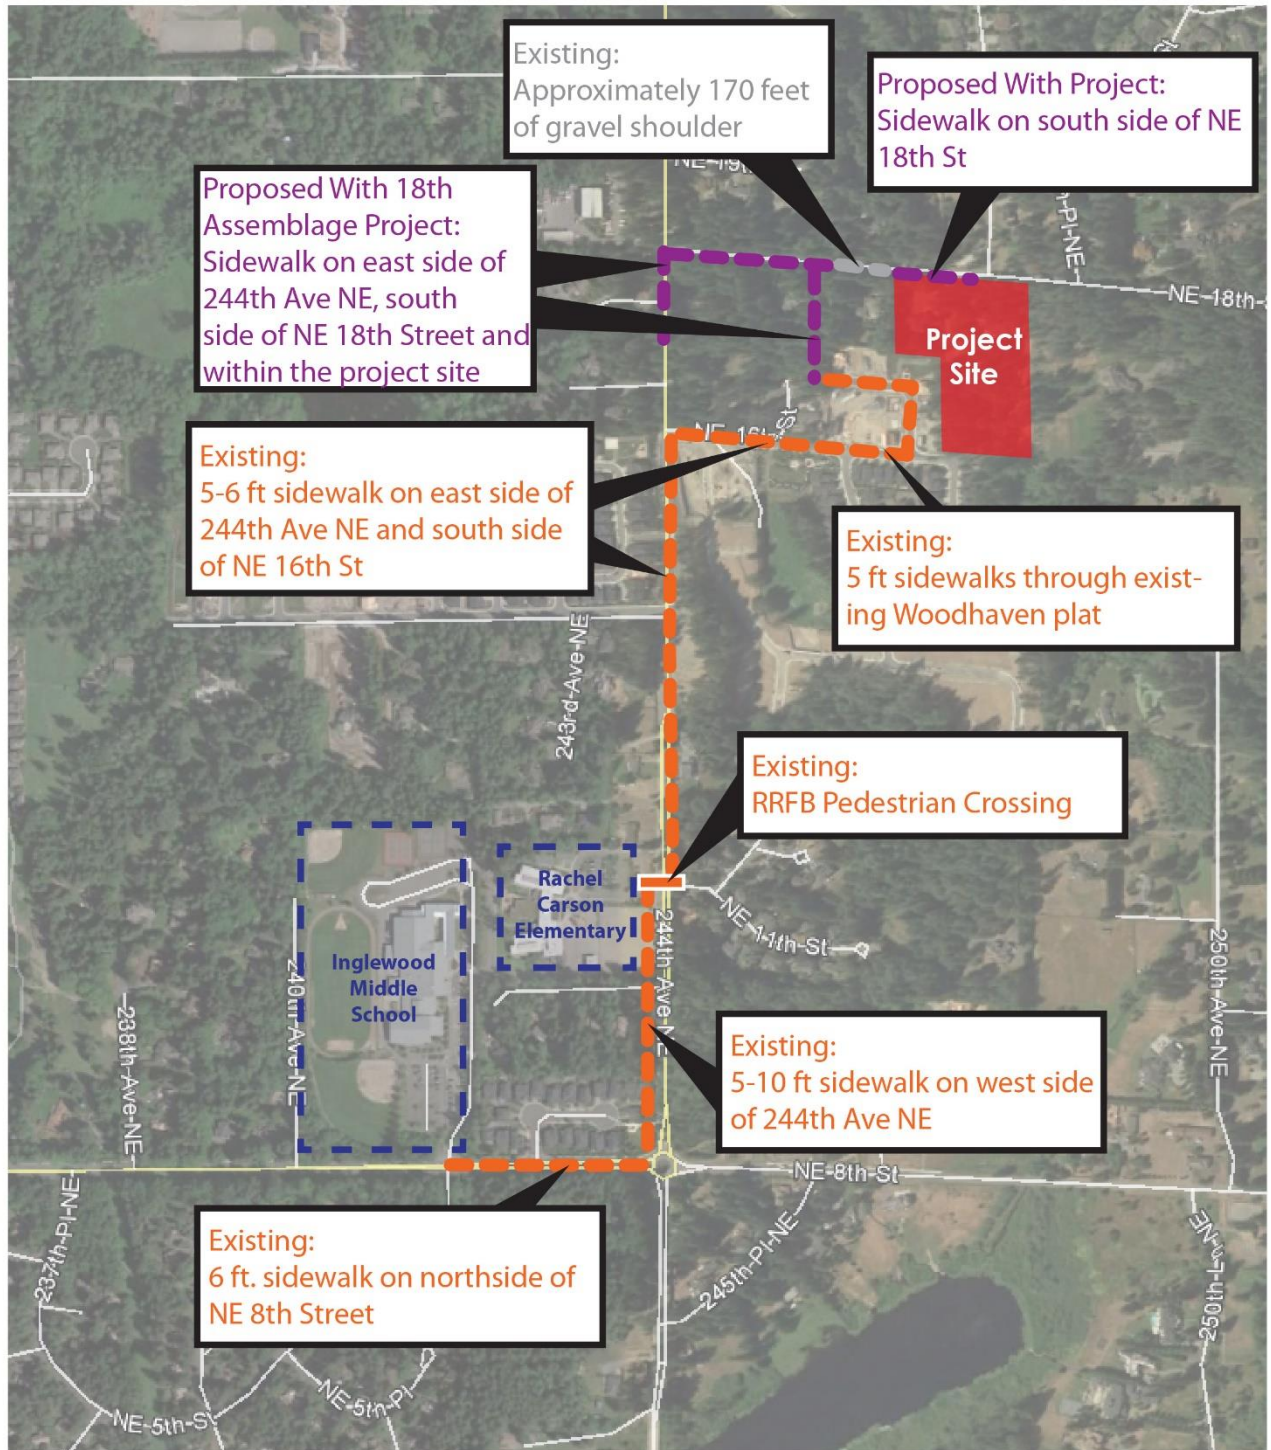 Existing:
Approximately 170 feet
of gravel shoulder
Proposed With Project:
Sidewalk on south side of NE
18th St
Proposed With 18th
Assemblage Project:
Sidewalk on east side of
244th Ave NE, south
side of NE 18th Street and
within the project site
NE-18th-
Project
Site
NE-16th-St
Existing:
5-6 ft sidewalk on east side of
244th Ave NE and south side
of NE 16th St
Existing:
5 ft sidewalks through exist-
ing Woodhaven plat
243rd-Ave-NE
Existing:
RRFB Pedestrian Crossing
Rachel
Carson
Elementary
Inglewood
Middle
School
NE-11th-St
244th-Ave-NE
250th-Ave-NE
240th-Ave-NE
238th-Ave-NE
Existing:
5-10 ft sidewalk on west side
of 244th Ave NE
NE-8th-St
237th-Pl-NE
245th-Pl-NE
250th-Ln-NE
Existing:
6 ft. sidewalk on northside of
NE 8th Street
NE-5th-St
NE-5th-Pl